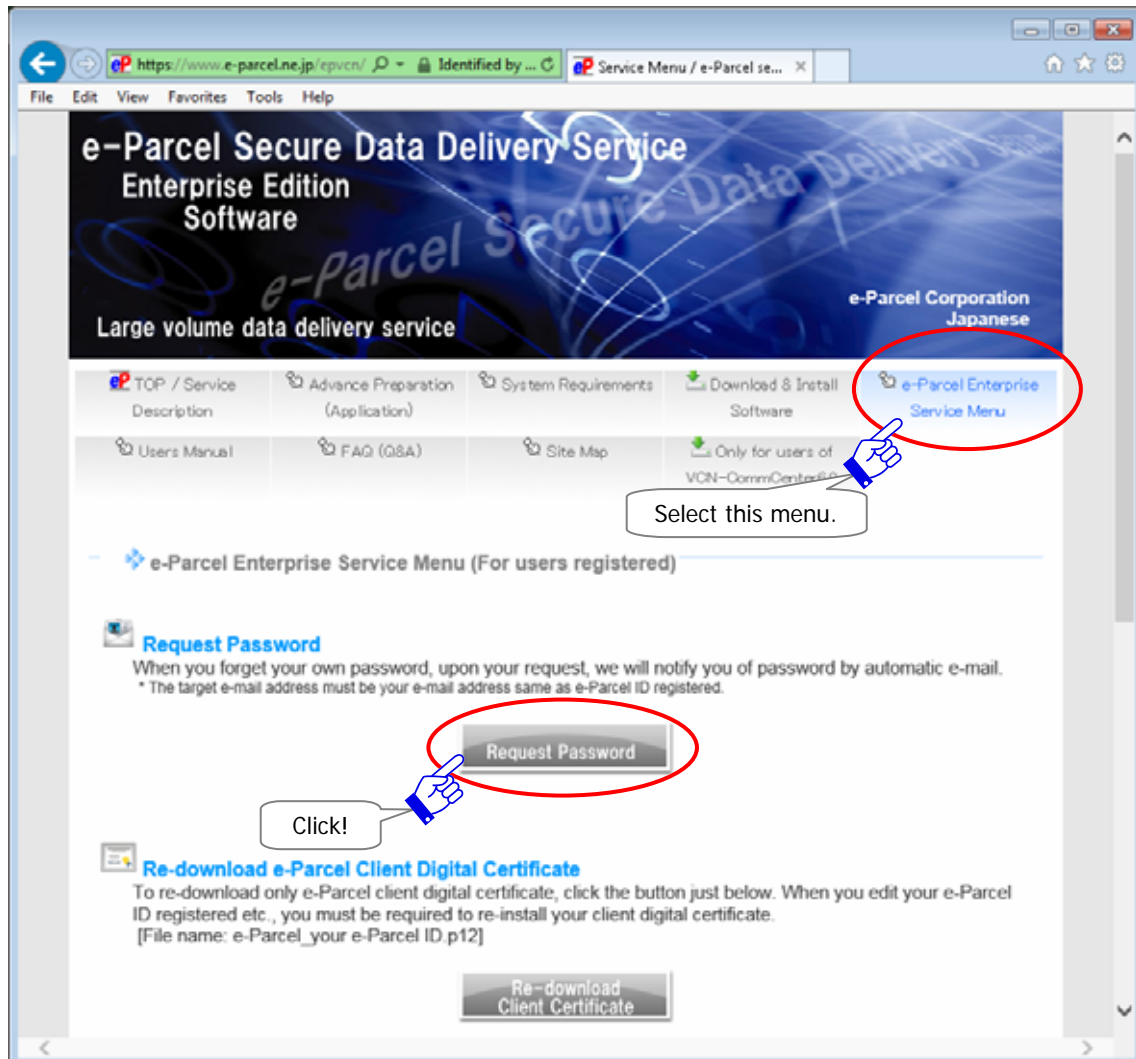 https://www.e-parcel.ne.jp/epvcn/
Identified by ...
Service Menu / e-Parcel se...
File Edit View Favorites Tools Help
e-Parcel Secure Data Delivery Service
Enterprise Edition
Software
e-Parcel Secure Data Delivery
Large volume data delivery service
e-Parcel Corporation
Japanese
TOP / Service Description
Advance Preparation (Application)
System Requirements
Download & Install Software
e-Parcel Enterprise Service Menu
Users Manual
FAQ (Q&A)
Site Map
Only for users of
VCN-CommCenter6.0
Select this menu.
e-Parcel Enterprise Service Menu (For users registered)
Request Password
When you forget your own password, upon your request, we will notify you of password by automatic e-mail.
* The target e-mail address must be your e-mail address same as e-Parcel ID registered.
Request Password
Click!
Re-download e-Parcel Client Digital Certificate
To re-download only e-Parcel client digital certificate, click the button just below. When you edit your e-Parcel
ID registered etc., you must be required to re-install your client digital certificate.
[File name: e-Parcel_your e-Parcel ID.p12]
Re-download
Client Certificate